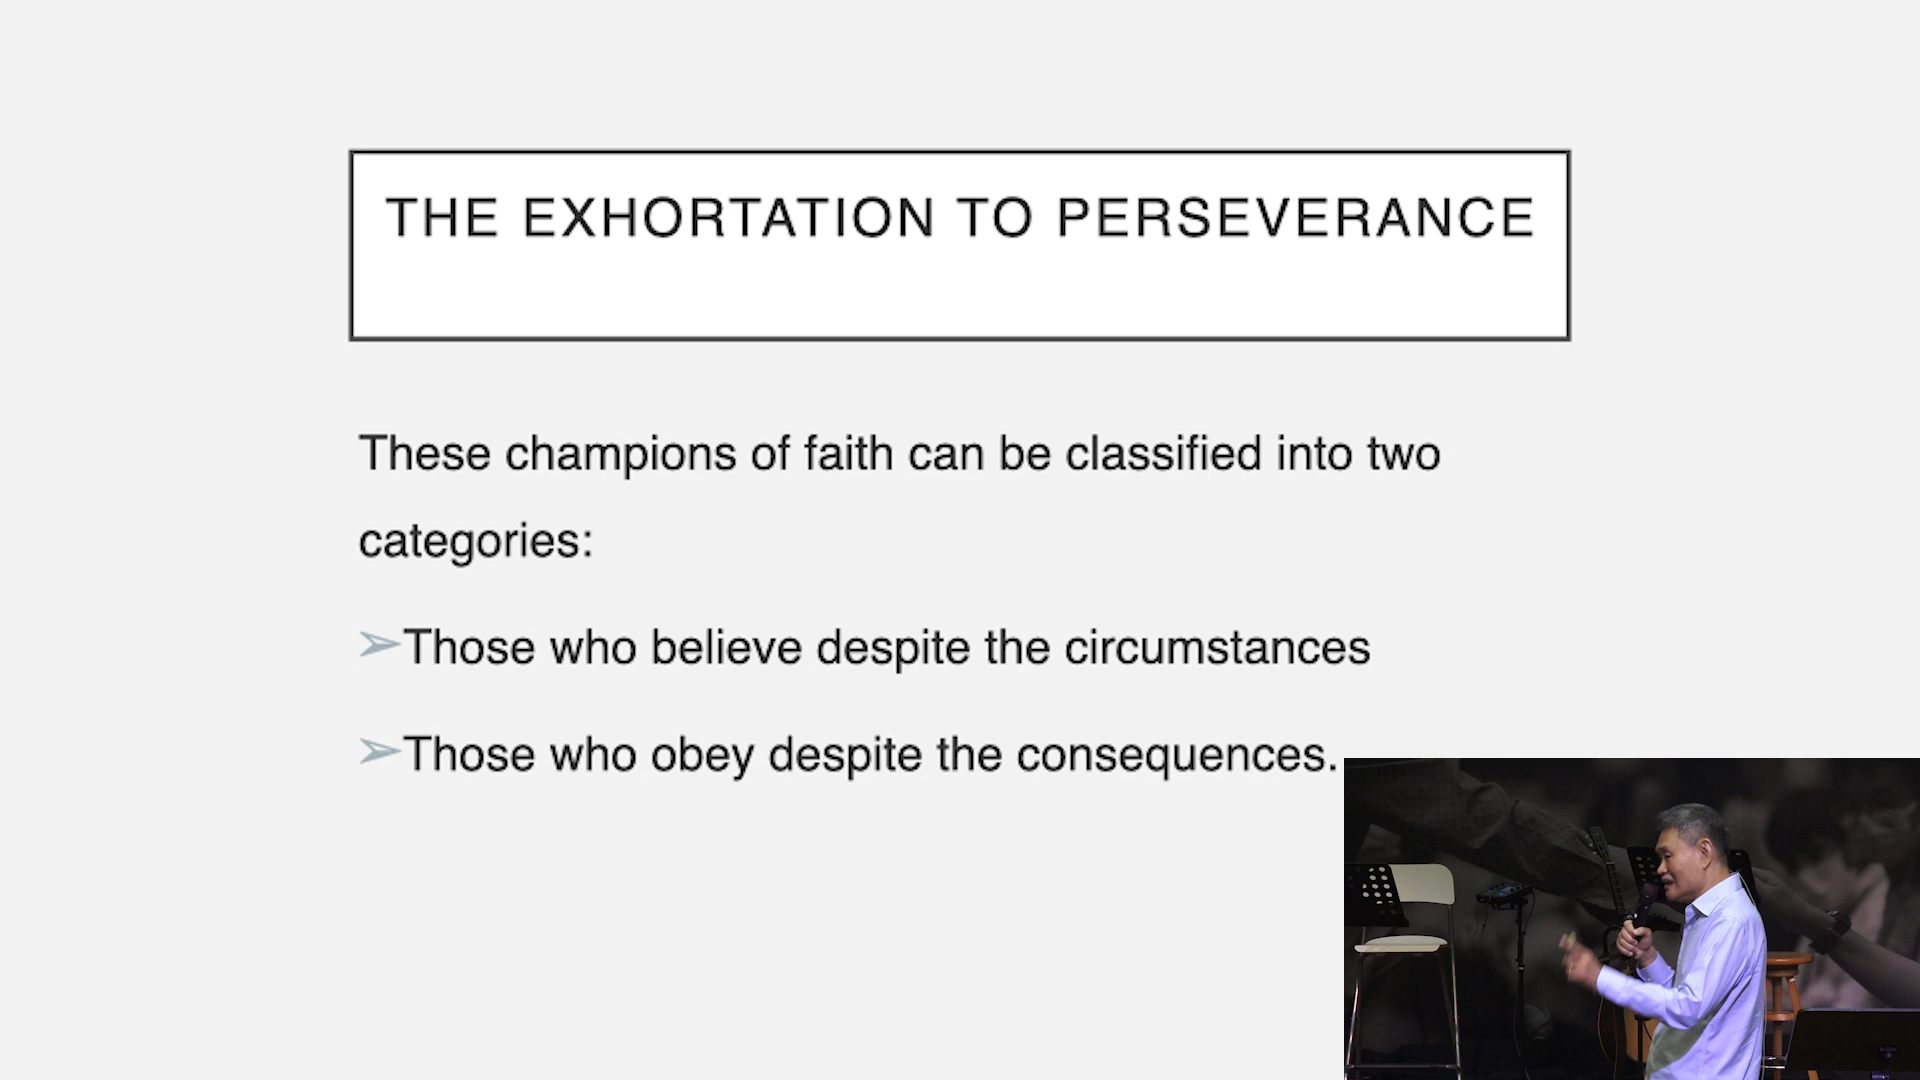 THE EXHORTATION TO PERSEVERANCE
These champions of faith can be classified into two
categories:
➢Those who believe despite the circumstances
➢Those who obey despite the consequences.